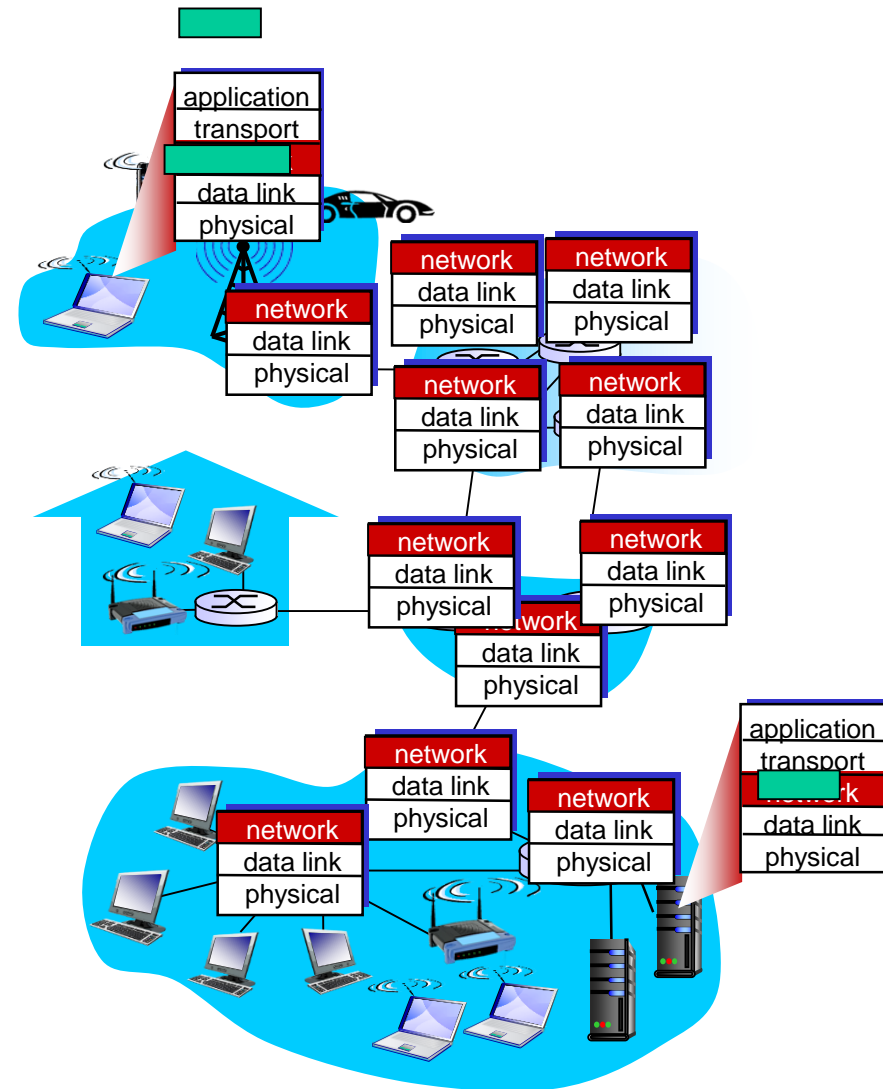 application
transport
data link
physical
network
data link
physical
network
data link
physical
network
data link
physical
network
data link
physical
network
data link
physical
network
data link
physical
network
data link
physical
network
data link
physical
application
transport
network
data link
physical
network
data link
physical
network
data link
physical
network
data link
physical